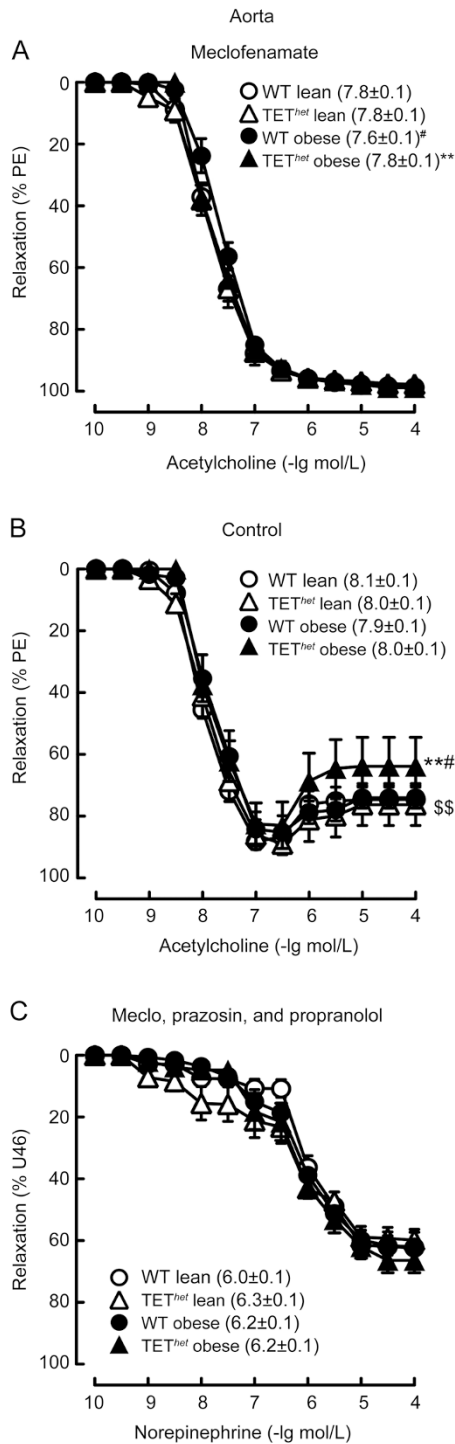 Aorta
A
Meclofenamate
WT lean (7.8±0.1)
TEThet lean (7.8±0.1)
WT obese (7.6±0.1)#
TEThet obese (7.8±0.1)**
Relaxation (% PE)
0
20
40
60
80
100
10 9 8 7 6 5 4
Acetylcholine (-lg mol/L)
B
Control
WT lean (8.1±0.1)
TEThet lean (8.0±0.1)
WT obese (7.9±0.1)
TEThet obese (8.0±0.1)
Relaxation (% PE)
0
20
40
60
80
100
**#
$$
10 9 8 7 6 5 4
Acetylcholine (-lg mol/L)
C
Meclo, prazosin, and propranolol
Relaxation (% U46)
0
20
40
60
80
100
WT lean (6.0±0.1)
TEThet lean (6.3±0.1)
WT obese (6.2±0.1)
TEThet obese (6.2±0.1)
10 9 8 7 6 5 4
Norepinephrine (-lg mol/L)